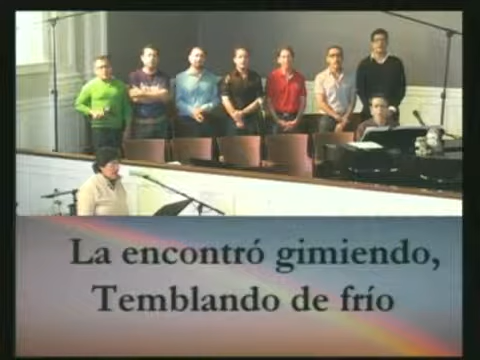 La encontró gimiendo,
Temblando de frío